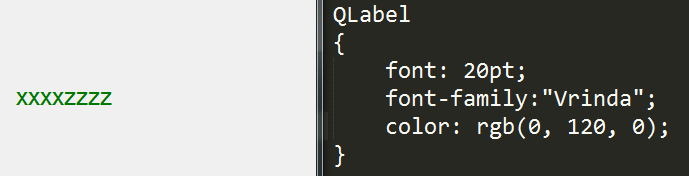 QLabel
{
font: 20pt;
xxxxzzzz
font-family:"Vrinda";
color: rgb(0, 120, 0);
}